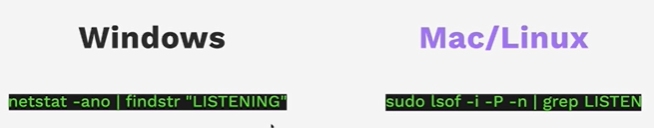 Windows
Mac/Linux
netstat -ano | findstr "LISTENING"
sudo lsof -i -P -n | grep LISTEN